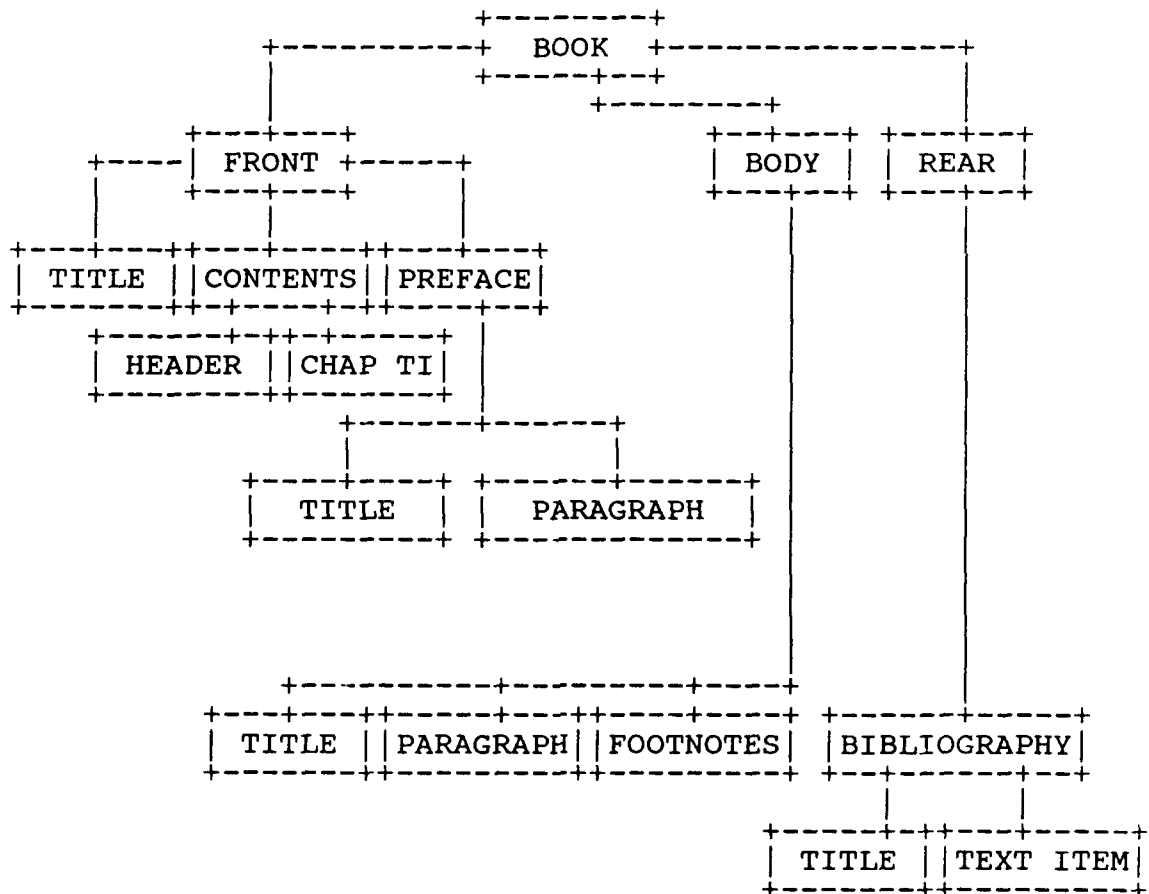 BOOK
FRONT BODY REAR
TITLE CONTENTS PREFACE
HEADER CHAP TI
TITLE PARAGRAPH
TITLE PARAGRAPH FOOTNOTES BIBLIOGRAPHY
TITLE TEXT ITEM